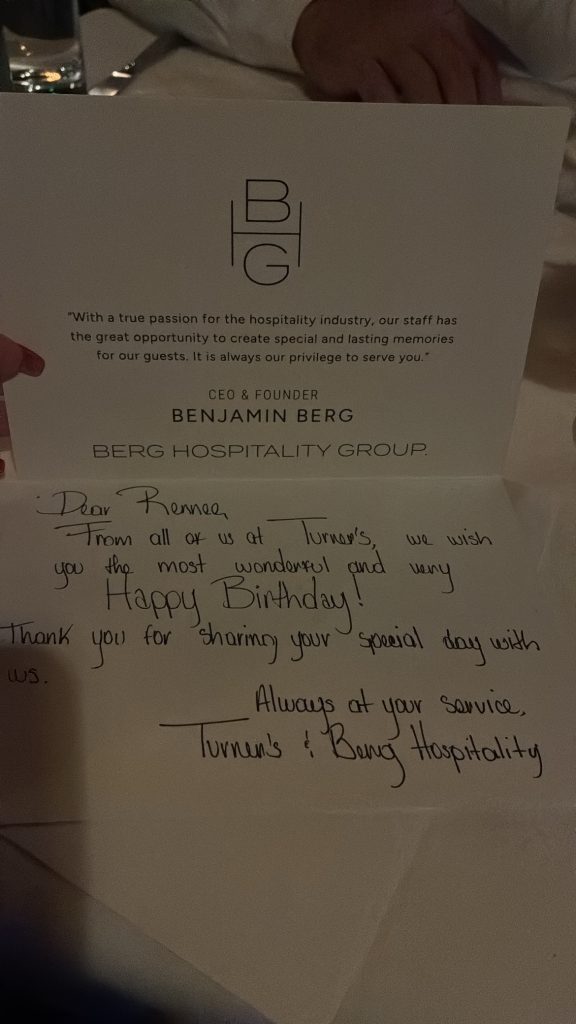 B
H
G
"With a true passion for the hospitality industry, our staff has
the great opportunity to create special and lasting memories
for our guests. It is always our privilege to serve you."
CEO & FOUNDER
BENJAMIN BERG
BERG HOSPITALITY GROUP.
Dear Rennee,
From all of us at Turner's, we wish
you the most wonderful and very
Happy Birthday!
Thank you for sharing your special day with
us.
Always at your service,
Turner's & Berg Hospitality